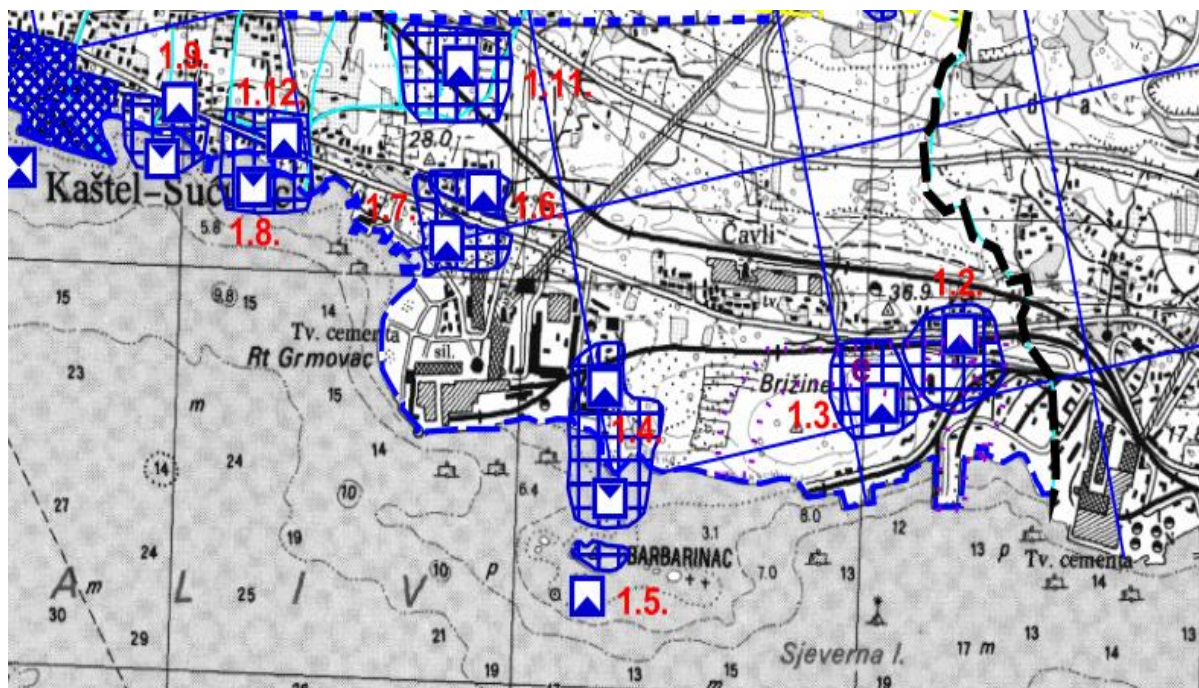 1.9.
1.12.
1.11.
28.0
Kaštel-Suću
1.7.
1.6.
5.8
1.8.
Čavli
36.9
1.2.
tv.
15
9.8
15
14
Tv. cementa
sil.
Rt Grmovac
15
23
m
Brižine
1.3.
1.4.
14
14
24
10
6.4
27
19
3.1
8.0
12
24
BARBARINAC
13
p
Tv. cementa
10
p
7.0
13
14
A
m
L
I
V
25
1.5.
30
29
21
13
15
17 m
13
14
13
Sjeverna I.
19
13
m
15
19